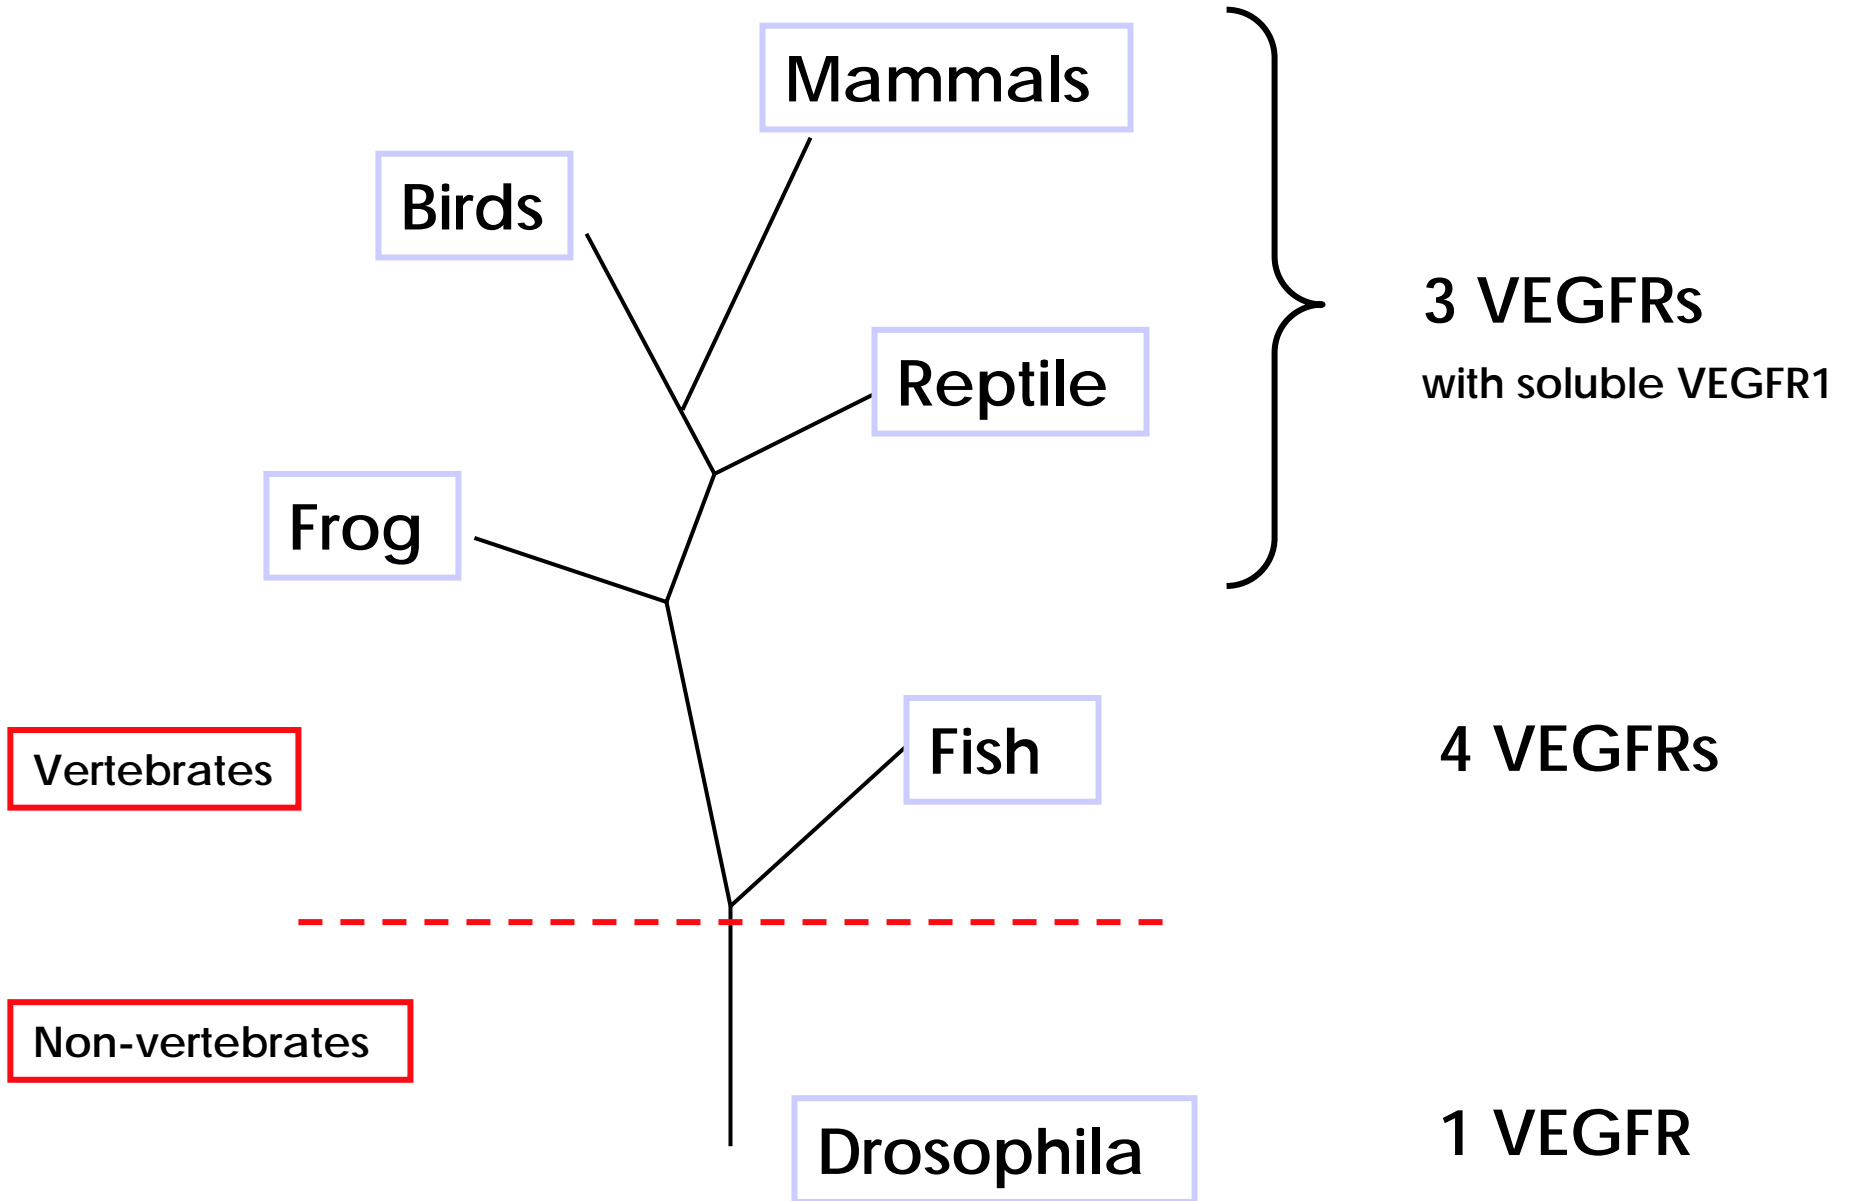 Mammals
Birds
3 VEGFRs
with soluble VEGFR1
Reptile
Frog
Fish
4 VEGFRs
Vertebrates
Non-vertebrates
Drosophila
1 VEGFR